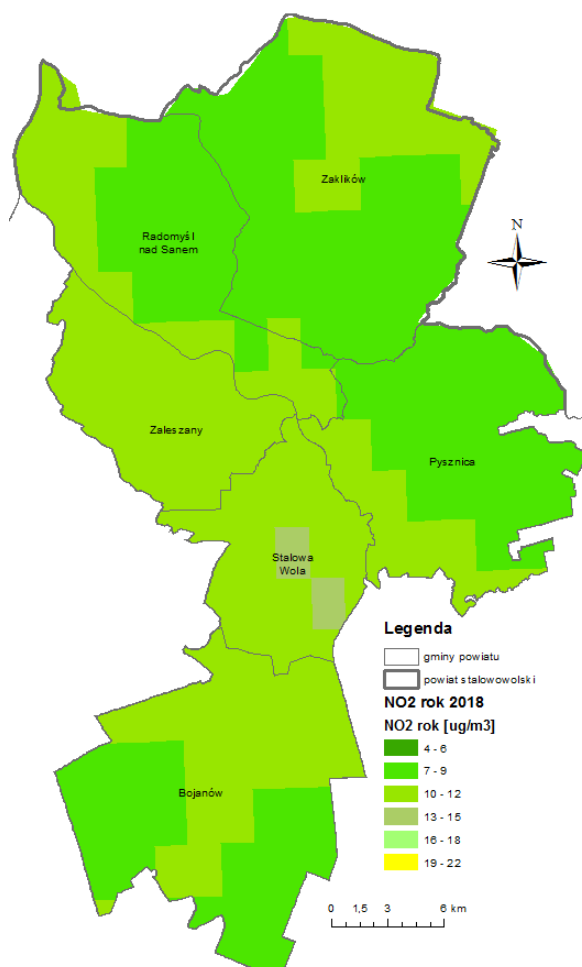 Zaklików
Radomyśl
nad Sanem
N
Zaleszany
Pysznica
Stalowa
Wola
Bojanów
Legenda
gminy powiatu
powiat stalowowolski
NO2 rok 2018
NO2 rok [ug/m3]
4 - 6
7 - 9
10 - 12
13 - 15
16 - 18
19 - 22
0 1,5 3 6 km